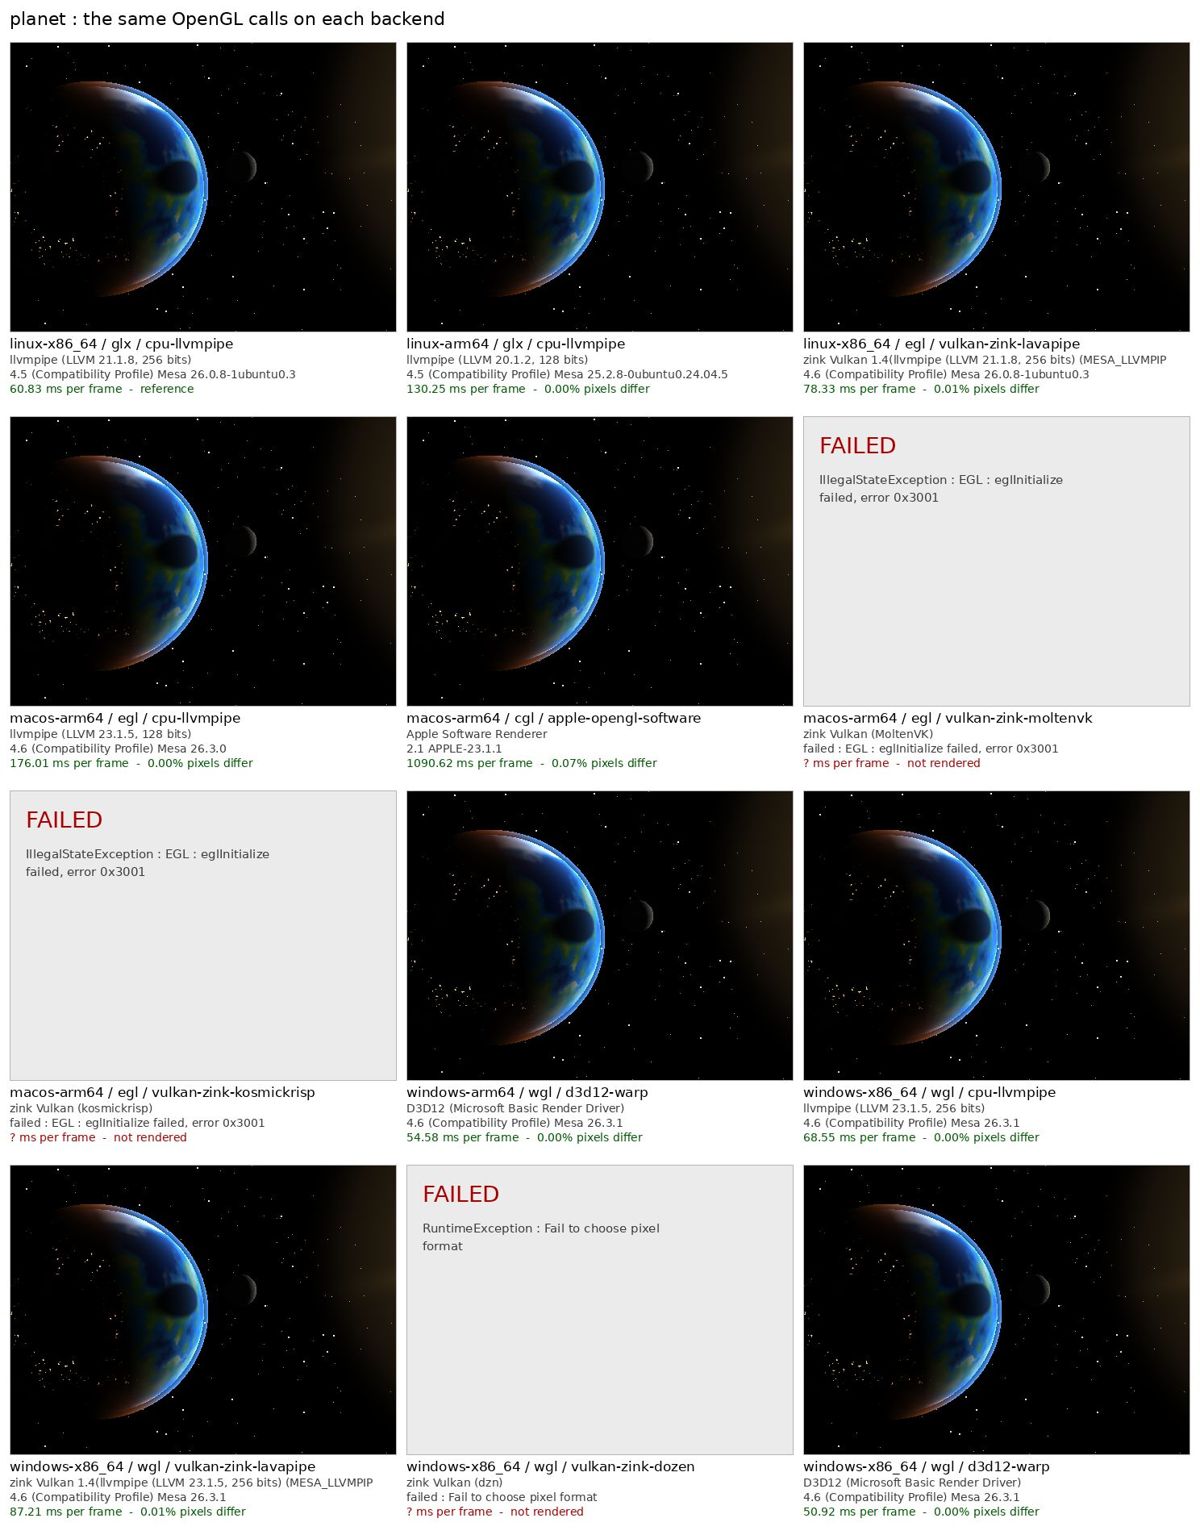 planet : the same OpenGL calls on each backend
linux-x86_64 / glx / cpu-llvmpipe
llvmpipe (LLVM 21.1.8, 256 bits)
4.5 (Compatibility Profile) Mesa 26.0.8-1ubuntu0.3
60.83 ms per frame - reference
linux-arm64 / glx / cpu-llvmpipe
llvmpipe (LLVM 20.1.2, 128 bits)
4.5 (Compatibility Profile) Mesa 25.2.8-0ubuntu0.24.04.5
130.25 ms per frame - 0.00% pixels differ
linux-x86_64 / egl / vulkan-zink-lavapipe
zink Vulkan 1.4(llvmpipe (LLVM 21.1.8, 256 bits) (MESA_LLVMPIP
4.6 (Compatibility Profile) Mesa 26.0.8-1ubuntu0.3
78.33 ms per frame - 0.01% pixels differ
macos-arm64 / egl / cpu-llvmpipe
llvmpipe (LLVM 23.1.5, 128 bits)
4.6 (Compatibility Profile) Mesa 26.3.0
176.01 ms per frame - 0.00% pixels differ
macos-arm64 / cgl / apple-opengl-software
Apple Software Renderer
2.1 APPLE-23.1.1
1090.62 ms per frame - 0.07% pixels differ
FAILED
IllegalStateException : EGL : eglInitialize
failed, error 0x3001
macos-arm64 / egl / vulkan-zink-moltenvk
zink Vulkan (MoltenVK)
failed : EGL : eglInitialize failed, error 0x3001
? ms per frame - not rendered
FAILED
IllegalStateException : EGL : eglInitialize
failed, error 0x3001
macos-arm64 / egl / vulkan-zink-kosmickrisp
zink Vulkan (kosmickrisp)
failed : EGL : eglInitialize failed, error 0x3001
? ms per frame - not rendered
windows-arm64 / wgl / d3d12-warp
D3D12 (Microsoft Basic Render Driver)
4.6 (Compatibility Profile) Mesa 26.3.1
54.58 ms per frame - 0.00% pixels differ
windows-x86_64 / wgl / cpu-llvmpipe
llvmpipe (LLVM 23.1.5, 256 bits)
4.6 (Compatibility Profile) Mesa 26.3.1
68.55 ms per frame - 0.00% pixels differ
windows-x86_64 / wgl / vulkan-zink-lavapipe
zink Vulkan 1.4(llvmpipe (LLVM 23.1.5, 256 bits) (MESA_LLVMPIP
4.6 (Compatibility Profile) Mesa 26.3.1
87.21 ms per frame - 0.01% pixels differ
FAILED
RuntimeException : Fail to choose pixel
format
windows-x86_64 / wgl / vulkan-zink-dozen
zink Vulkan (dzn)
failed : Fail to choose pixel format
? ms per frame - not rendered
windows-x86_64 / wgl / d3d12-warp
D3D12 (Microsoft Basic Render Driver)
4.6 (Compatibility Profile) Mesa 26.3.1
50.92 ms per frame - 0.00% pixels differ